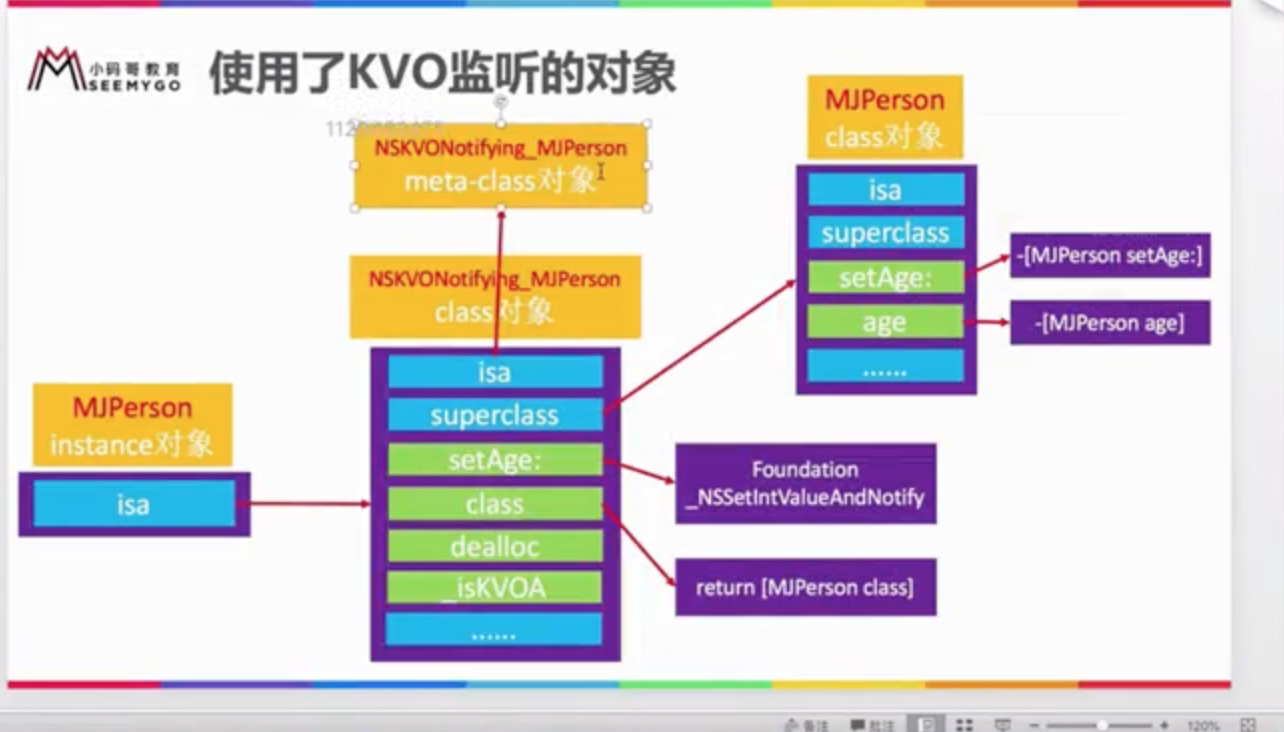 小码哥教育
SEEMYGO
使用了KVO监听的对象
NSKVONotifying_MJPerson
meta-class对象
NSKVONotifying_MJPerson
class对象
isa
superclass
setAge:
class
dealloc
_isKVOA
......
MJPerson
instance对象
isa
Foundation
_NSSetIntValueAndNotify
return [MJPerson class]
MJPerson
class对象
isa
superclass
setAge:
age
......
-[MJPerson setAge:]
-[MJPerson age]
备注
批注
120%